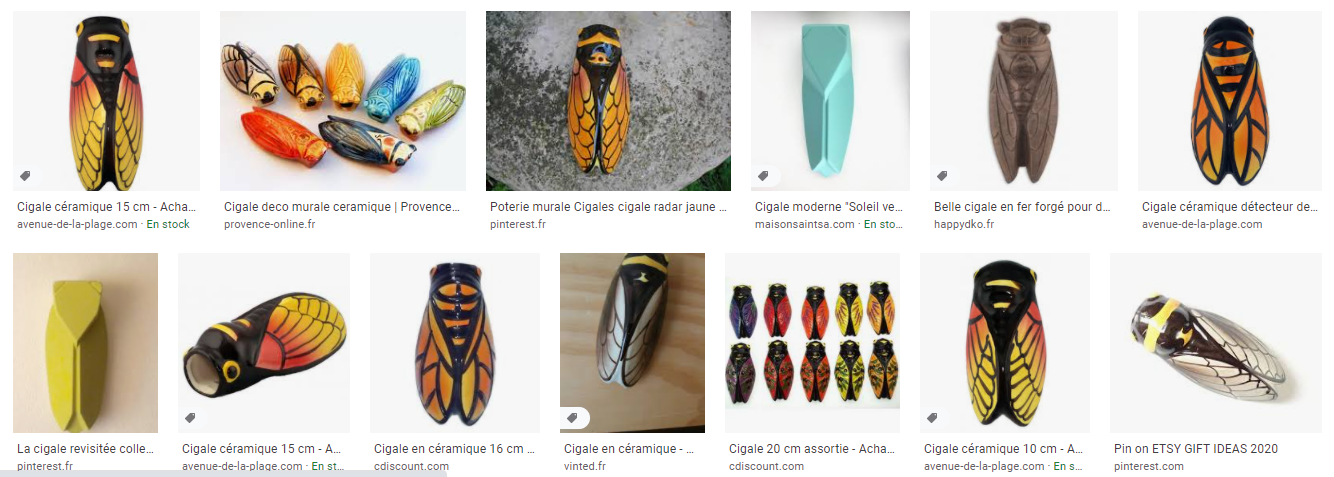 Cigale céramique 15 cm - Acha...
avenue-de-la-plage.com · En stock
Cigale deco murale ceramique | Provence...
provence-online.fr
Poterie murale Cigales cigale radar jaune ...
pinterest.fr
Cigale moderne "Soleil ve...
maisonsaintsa.com · En sto...
Belle cigale en fer forgé pour d...
happydko.fr
Cigale céramique détecteur de...
avenue-de-la-plage.com
La cigale revisitée colle...
pinterest.fr
Cigale céramique 15 cm - A...
avenue-de-la-plage.com · En st...
Cigale en céramique 16 cm ...
cdiscount.com
Cigale en céramique - ...
vinted.fr
Cigale 20 cm assortie - Acha...
cdiscount.com
Cigale céramique 10 cm - A...
avenue-de-la-plage.com · En s...
Pin on ETSY GIFT IDEAS 2020
pinterest.com